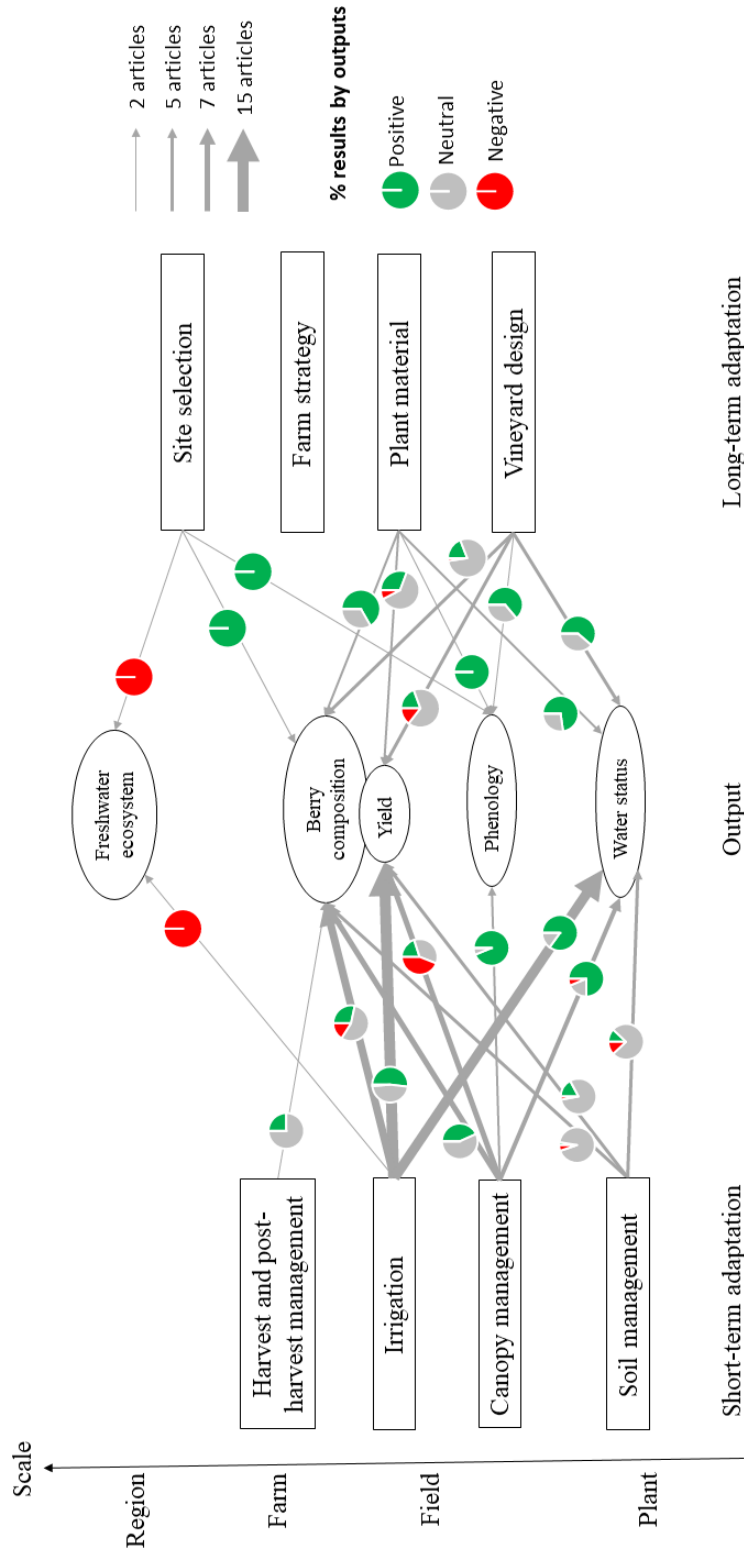 Scale
Region
Farm
Field
Plant
Harvest and post-
harvest management
Irrigation
Canopy management
Soil management
Short-term adaptation
Freshwater
ecosystem
Berry
composition
Yield
Phenology
Water status
Output
Site selection
Farm strategy
Plant material
Vineyard design
Long-term adaptation
2 articles
5 articles
7 articles
15 articles
% results by outputs
Positive
Neutral
Negative